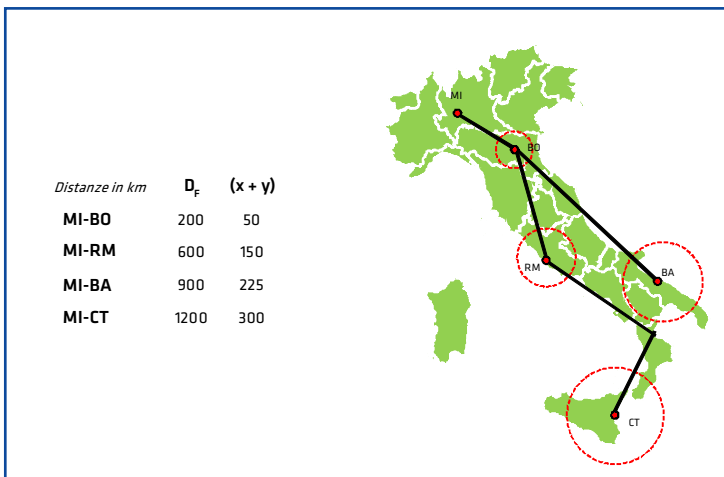 Distanze in km D_F (x + y)
MI-BO 200 50
MI-RM 600 150
MI-BA 900 225
MI-CT 1200 300
MI
BO
RM
BA
CT